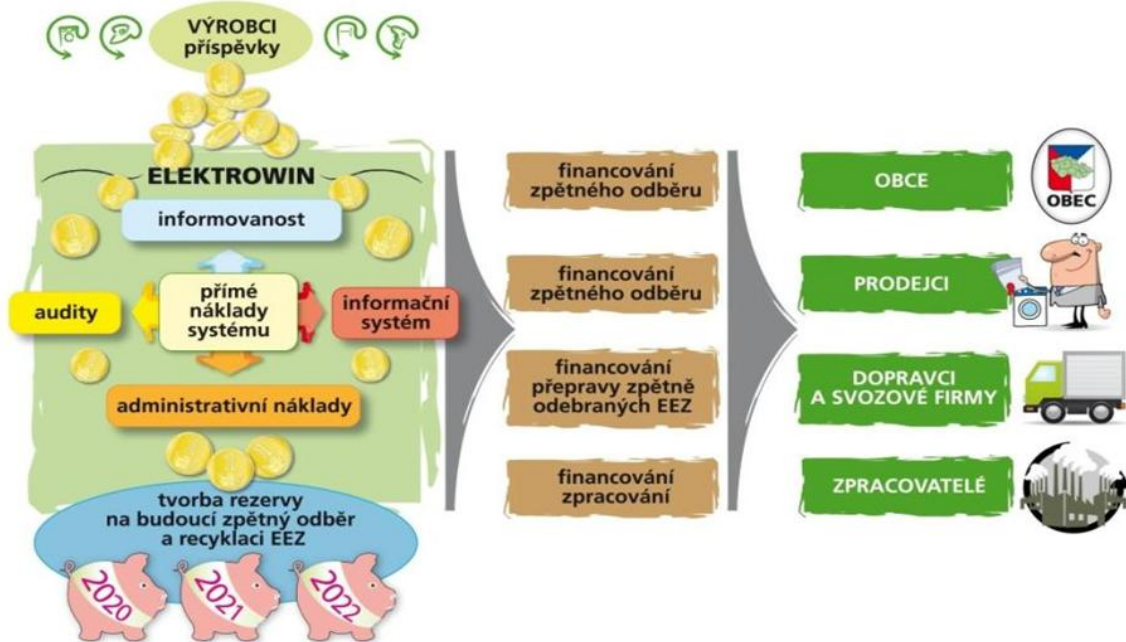 VÝROBCI
příspěvky
ELEKTROWIN
informovanost
audity
přímé
náklady
systému
informační
systém
administrativní náklady
tvorba rezervy
na budoucí zpětný odběr
a recyklaci EEZ
2020
2021
2022
financování
zpětného odběru
financování
zpětného odběru
financování
přepravy zpětně
odebraných EEZ
financování
zpracování
OBCE
OBEC
PRODEJCI
DOPRAVCI
A SVOZOVÉ FIRMY
ZPRACOVATELÉ